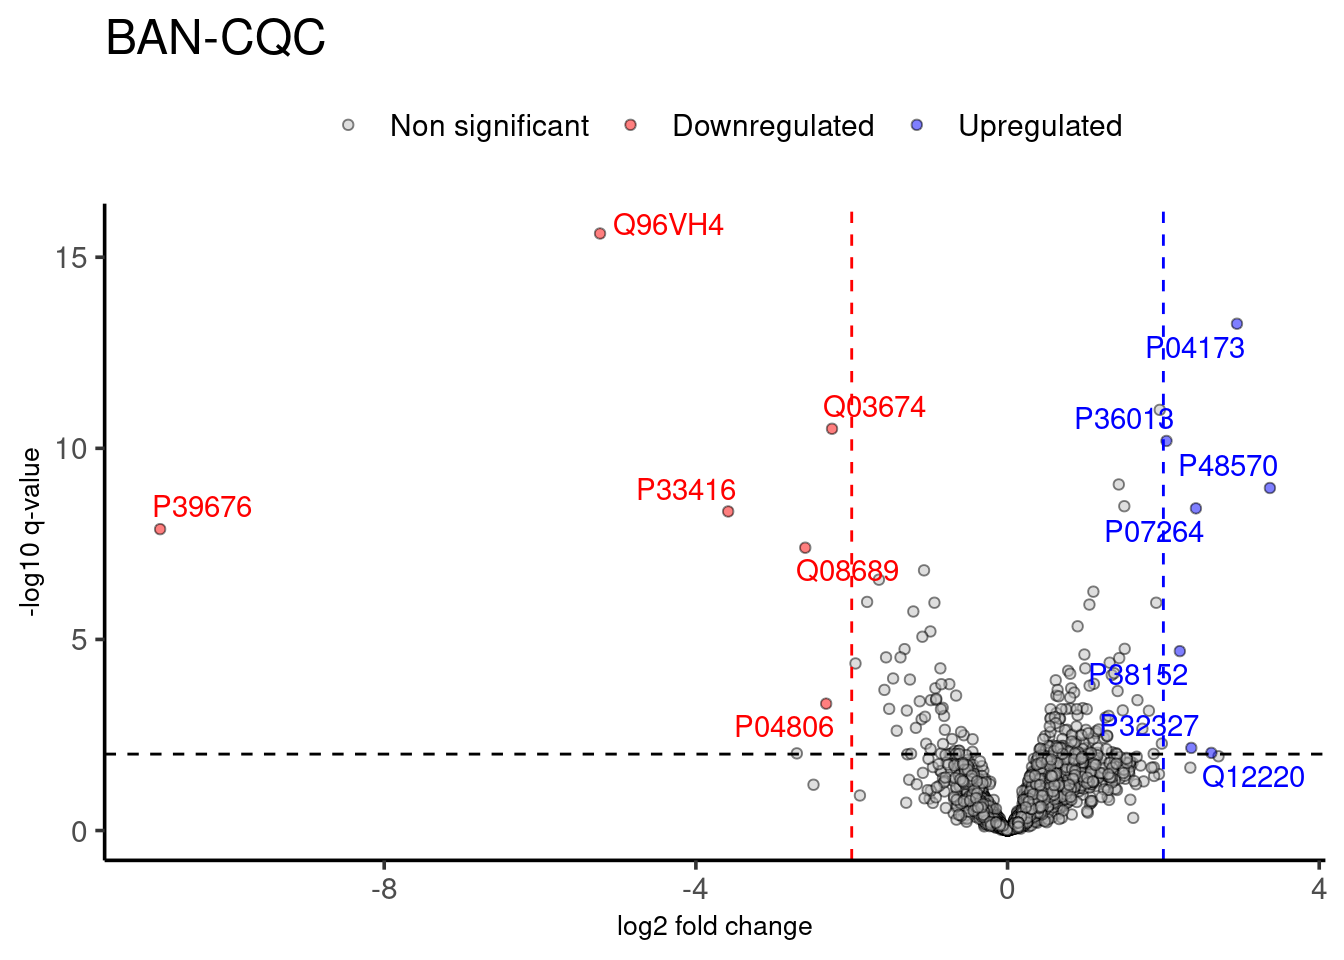 BAN-CQC
Non significant Downregulated Upregulated
Q96VH4
15
P04173
Q03674
P36013
10
P48570
P33416
P39676
P07264
Q08689
-log10 q-value
5
P38152
P04806
P32327
Q12220
0
-8 -4 0 4
log2 fold change